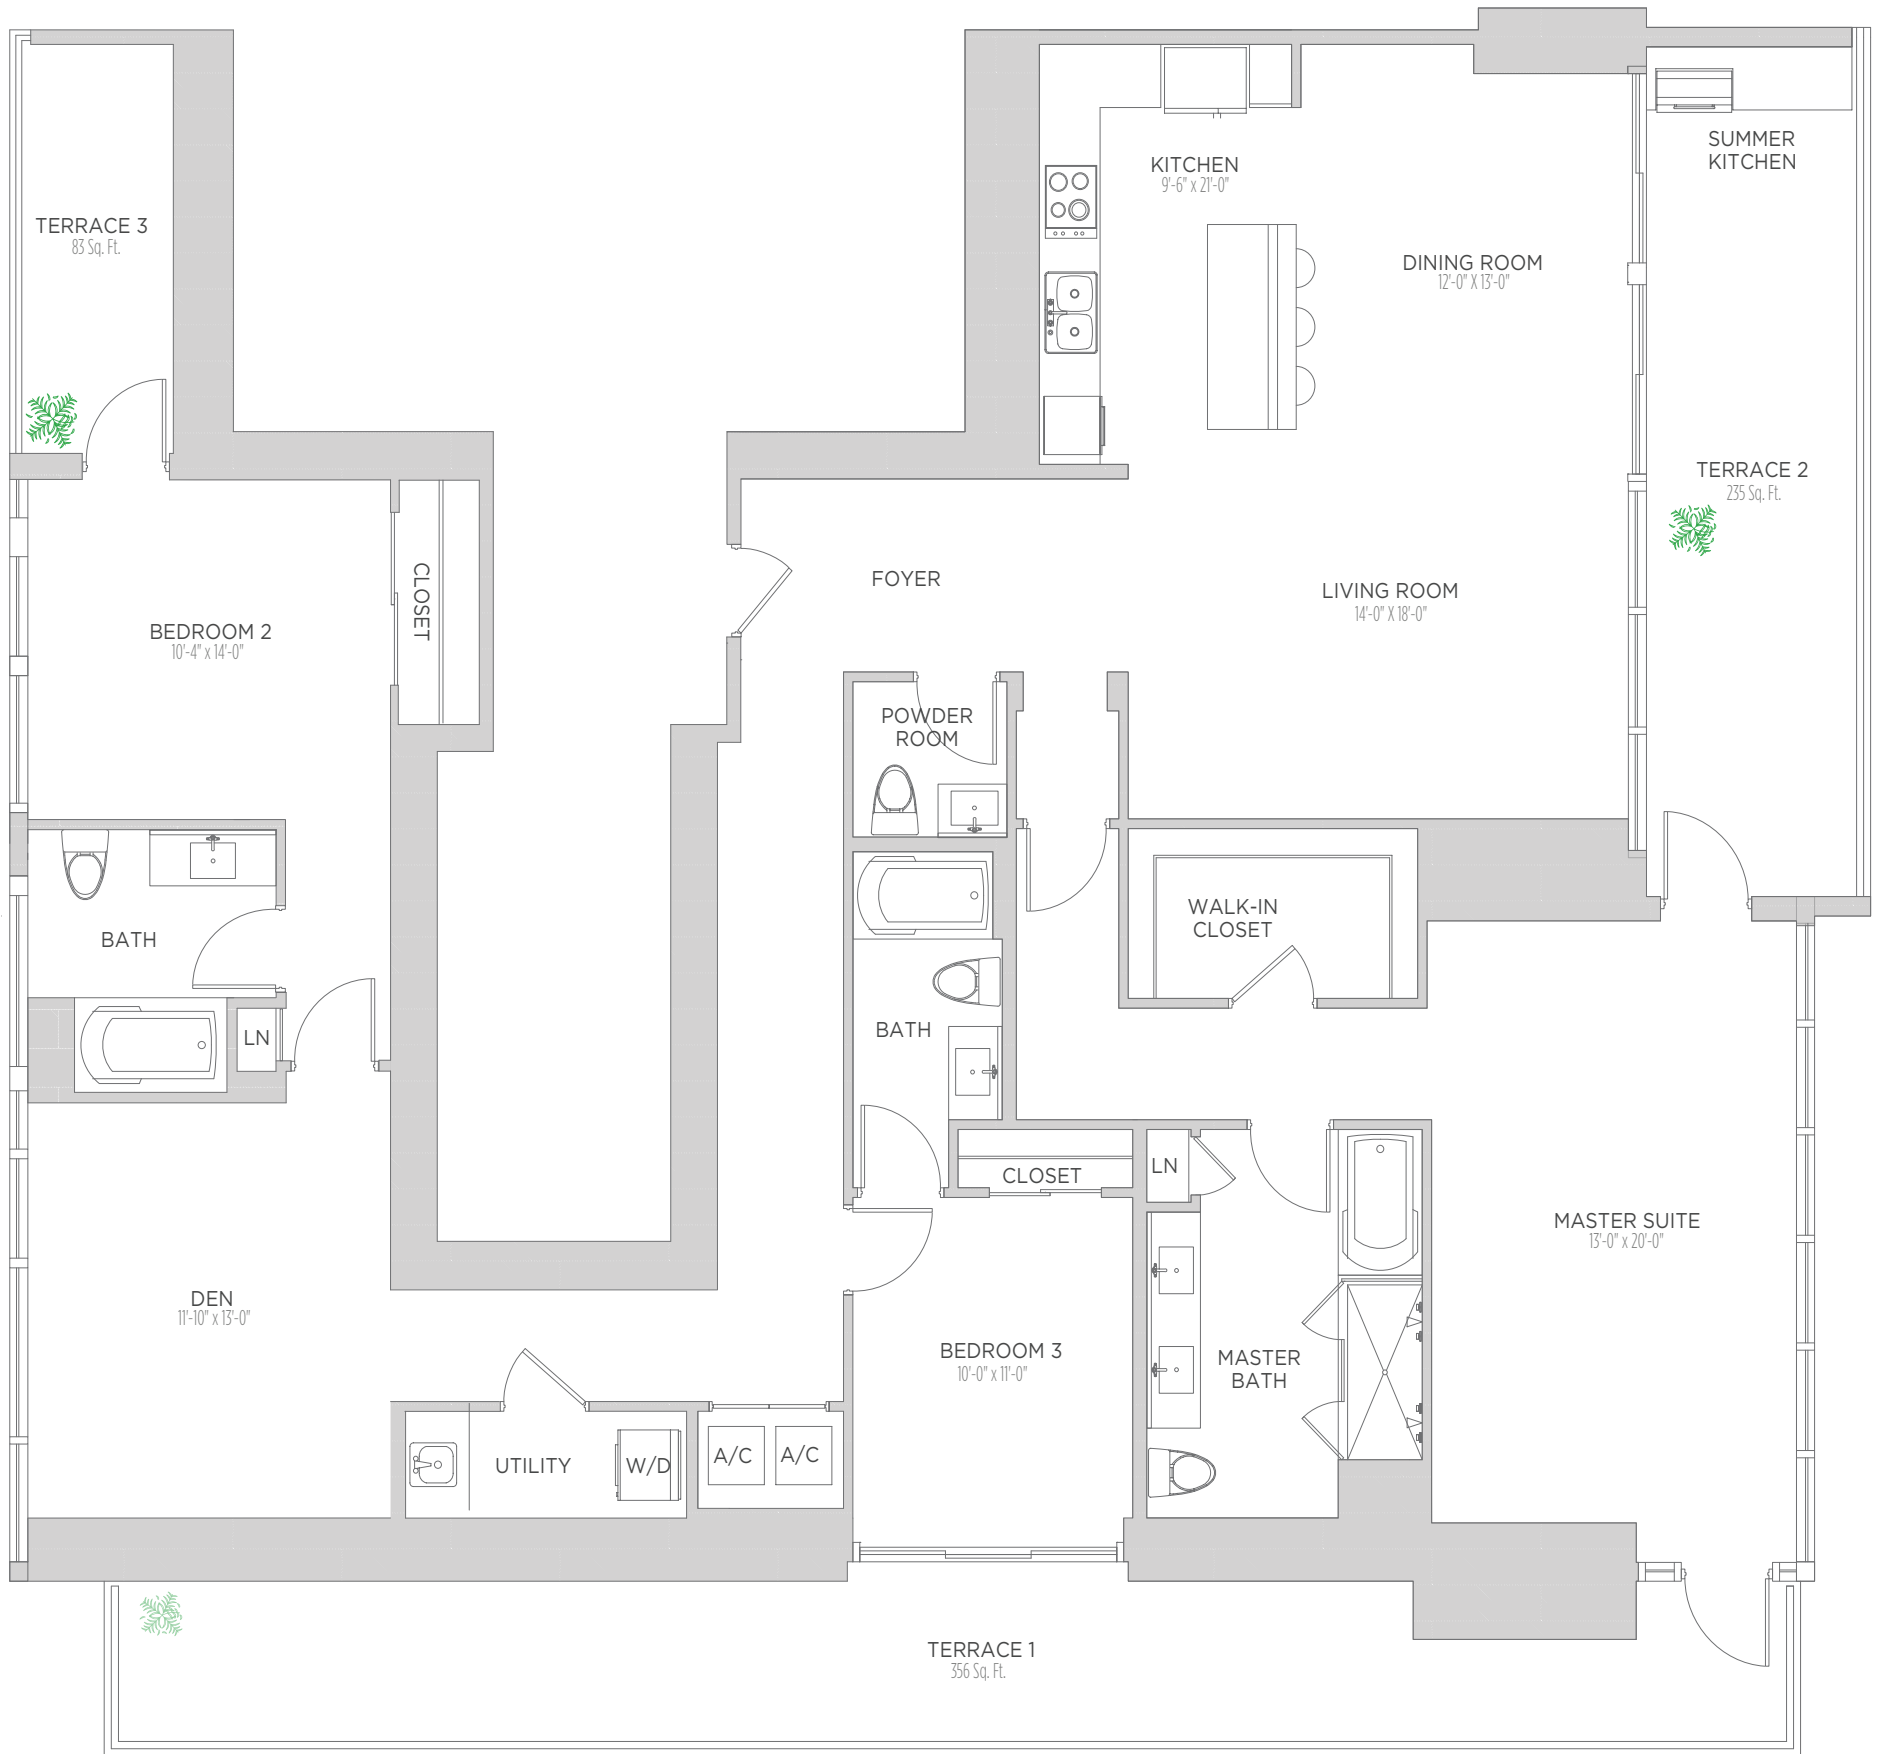 SUMMER
KITCHEN
KITCHEN
9'-6" x 21'-0"
TERRACE 3
83 Sq. Ft.
DINING ROOM
12'-0" X 13'-0"
TERRACE 2
235 Sq. Ft.
FOYER
LIVING ROOM
14'-0" X 18'-0"
CLOSET
BEDROOM 2
10'-4" x 14'-0"
POWDER
ROOM
WALK-IN
CLOSET
BATH
LN
BATH
CLOSET
LN
MASTER SUITE
13'-0" x 20'-0"
DEN
11'-10" x 13'-0"
BEDROOM 3
10'-0" x 11'-0"
MASTER
BATH
UTILITY
W/D
A/C
A/C
TERRACE 1
356 Sq. Ft.